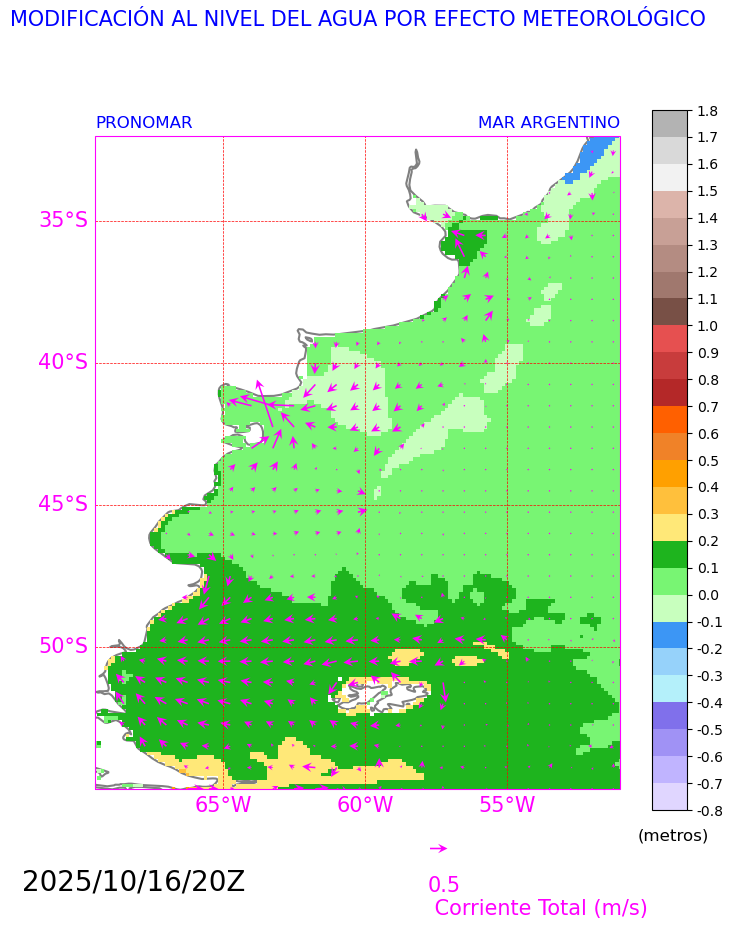 MODIFICACIÓN AL NIVEL DEL AGUA POR EFECTO METEOROLÓGICO
PRONOMAR
MAR ARGENTINO
35°S
40°S
45°S
50°S
65°W
60°W
55°W
1.8
1.7
1.6
1.5
1.4
1.3
1.2
1.1
1.0
0.9
0.8
0.7
0.6
0.5
0.4
0.3
0.2
0.1
0.0
-0.1
-0.2
-0.3
-0.4
-0.5
-0.6
-0.7
-0.8
(metros)
2025/10/16/20Z
0.5
Corriente Total (m/s)